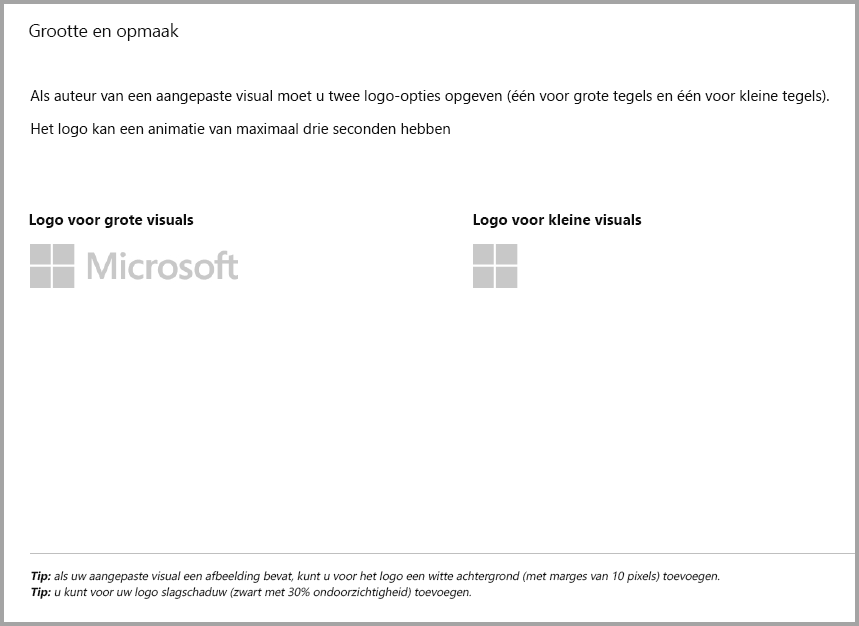 Grootte en opmaak
Als auteur van een aangepaste visual moet u twee logo-opties opgeven (één voor grote tegels en één voor kleine tegels).
Het logo kan een animatie van maximaal drie seconden hebben
Logo voor grote visuals
Microsoft
Logo voor kleine visuals
Tip: als uw aangepaste visual een afbeelding bevat, kunt u voor het logo een witte achtergrond (met marges van 10 pixels) toevoegen.
Tip: u kunt voor uw logo slagschaduw (zwart met 30% ondoorzichtigheid) toevoegen.